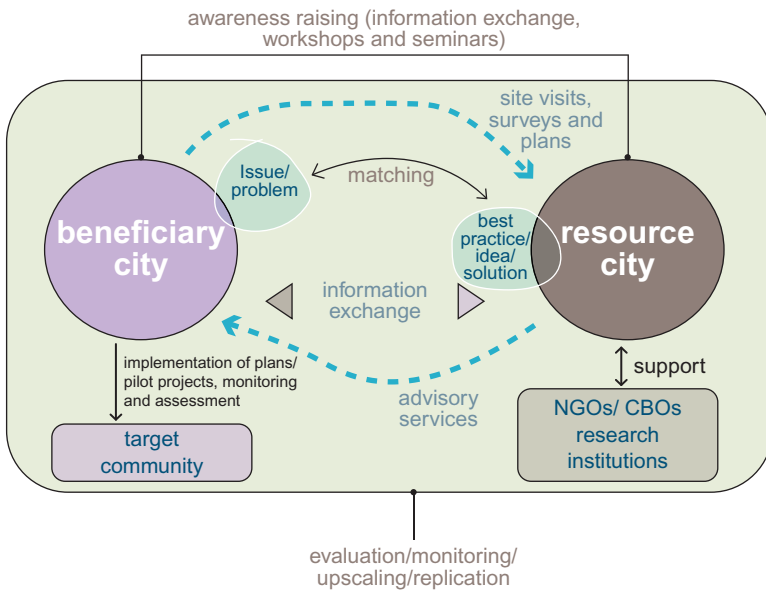 awareness raising (information exchange,
workshops and seminars)
site visits,
surveys and
plans
Issue/
problem
matching
beneficiary
city
best
practice/
idea/
solution
resource
city
information
exchange
implementation of plans/
pilot projects, monitoring
and assessment
advisory
services
support
target
community
NGOs/ CBOs
research
institutions
evaluation/monitoring/
upscaling/replication